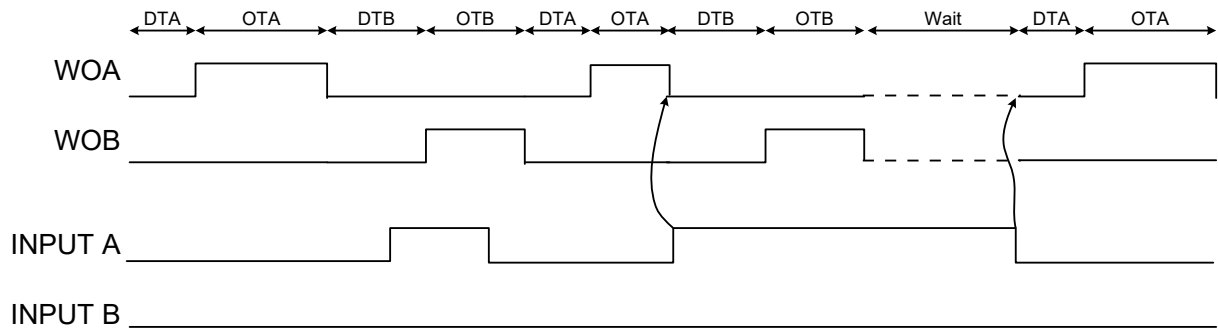 DTA OTA DTB OTB DTA OTA DTB OTB Wait DTA OTA
WOA
WOB
INPUT A
INPUT B